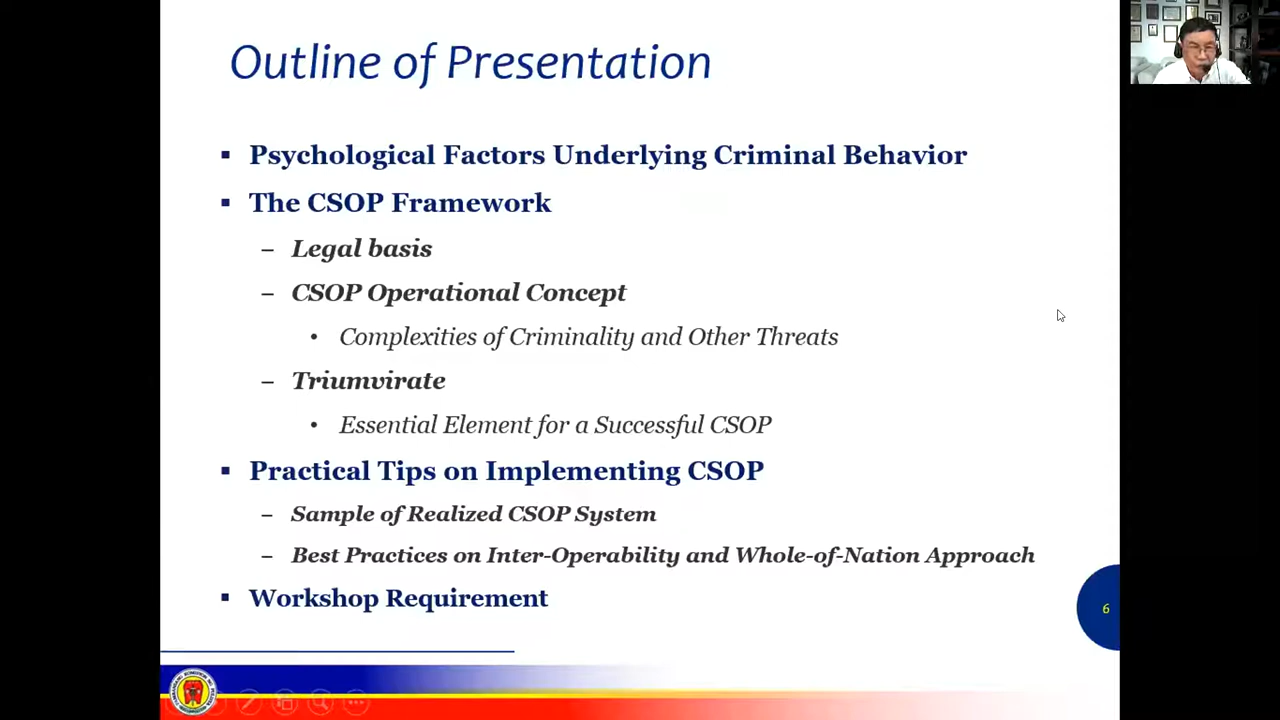 Outline of Presentation
Psychological Factors Underlying Criminal Behavior
The CSOP Framework
– Legal basis
– CSOP Operational Concept
• Complexities of Criminality and Other Threats
– Triumvirate
• Essential Element for a Successful CSOP
Practical Tips on Implementing CSOP
– Sample of Realized CSOP System
– Best Practices on Inter-Operability and Whole-of-Nation Approach
Workshop Requirement
6